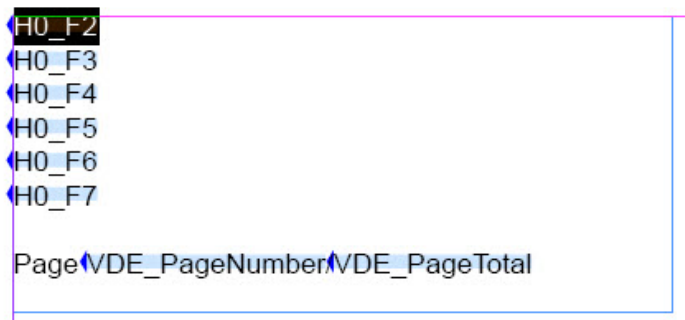 H0_F2
H0_F3
H0_F4
H0_F5
H0_F6
H0_F7
Page VDE_PageNumber/VDE_PageTotal